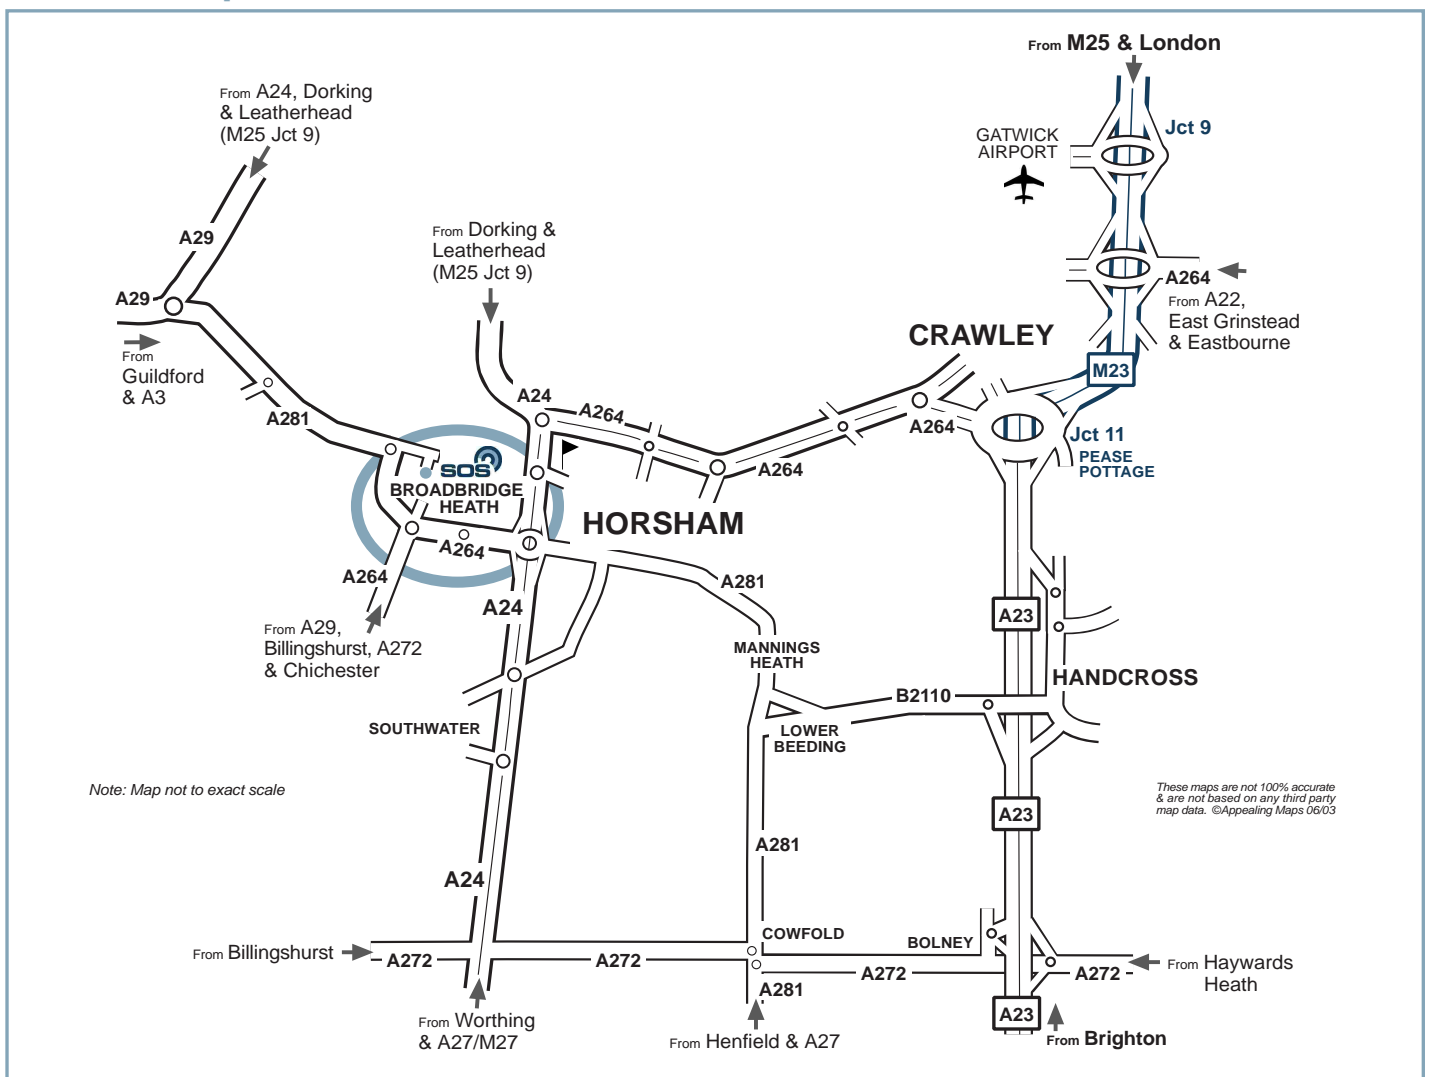 From M25 & London
From A24, Dorking
& Leatherhead
(M25 Jct 9)
Jct 9
GATWICK
AIRPORT
A29
From Dorking &
Leatherhead
(M25 Jct 9)
A264
From A22,
East Grinstead
& Eastbourne
A29
From
Guildford
& A3
CRAWLEY
M23
A24
A264
A281
A264
A264
Jct 11
PEASE
POTTAGE
SOS
BROADBRIDGE
HEATH
HORSHAM
A264
A264
A24
A281
A23
From A29,
Billingshurst, A272
& Chichester
MANNINGS
HEATH
HANDCROSS
B2110
SOUTHWATER
LOWER
BEEDING
Note: Map not to exact scale
These maps are not 100% accurate
& are not based on any third party
map data. ©Appealing Maps 06/03
A23
A281
A24
COWFOLD
BOLNEY
From Billingshurst
A272
A272
A272
A272
From Haywards
Heath
A281
A23
From Worthing
& A27/M27
From Henfield & A27
From Brighton